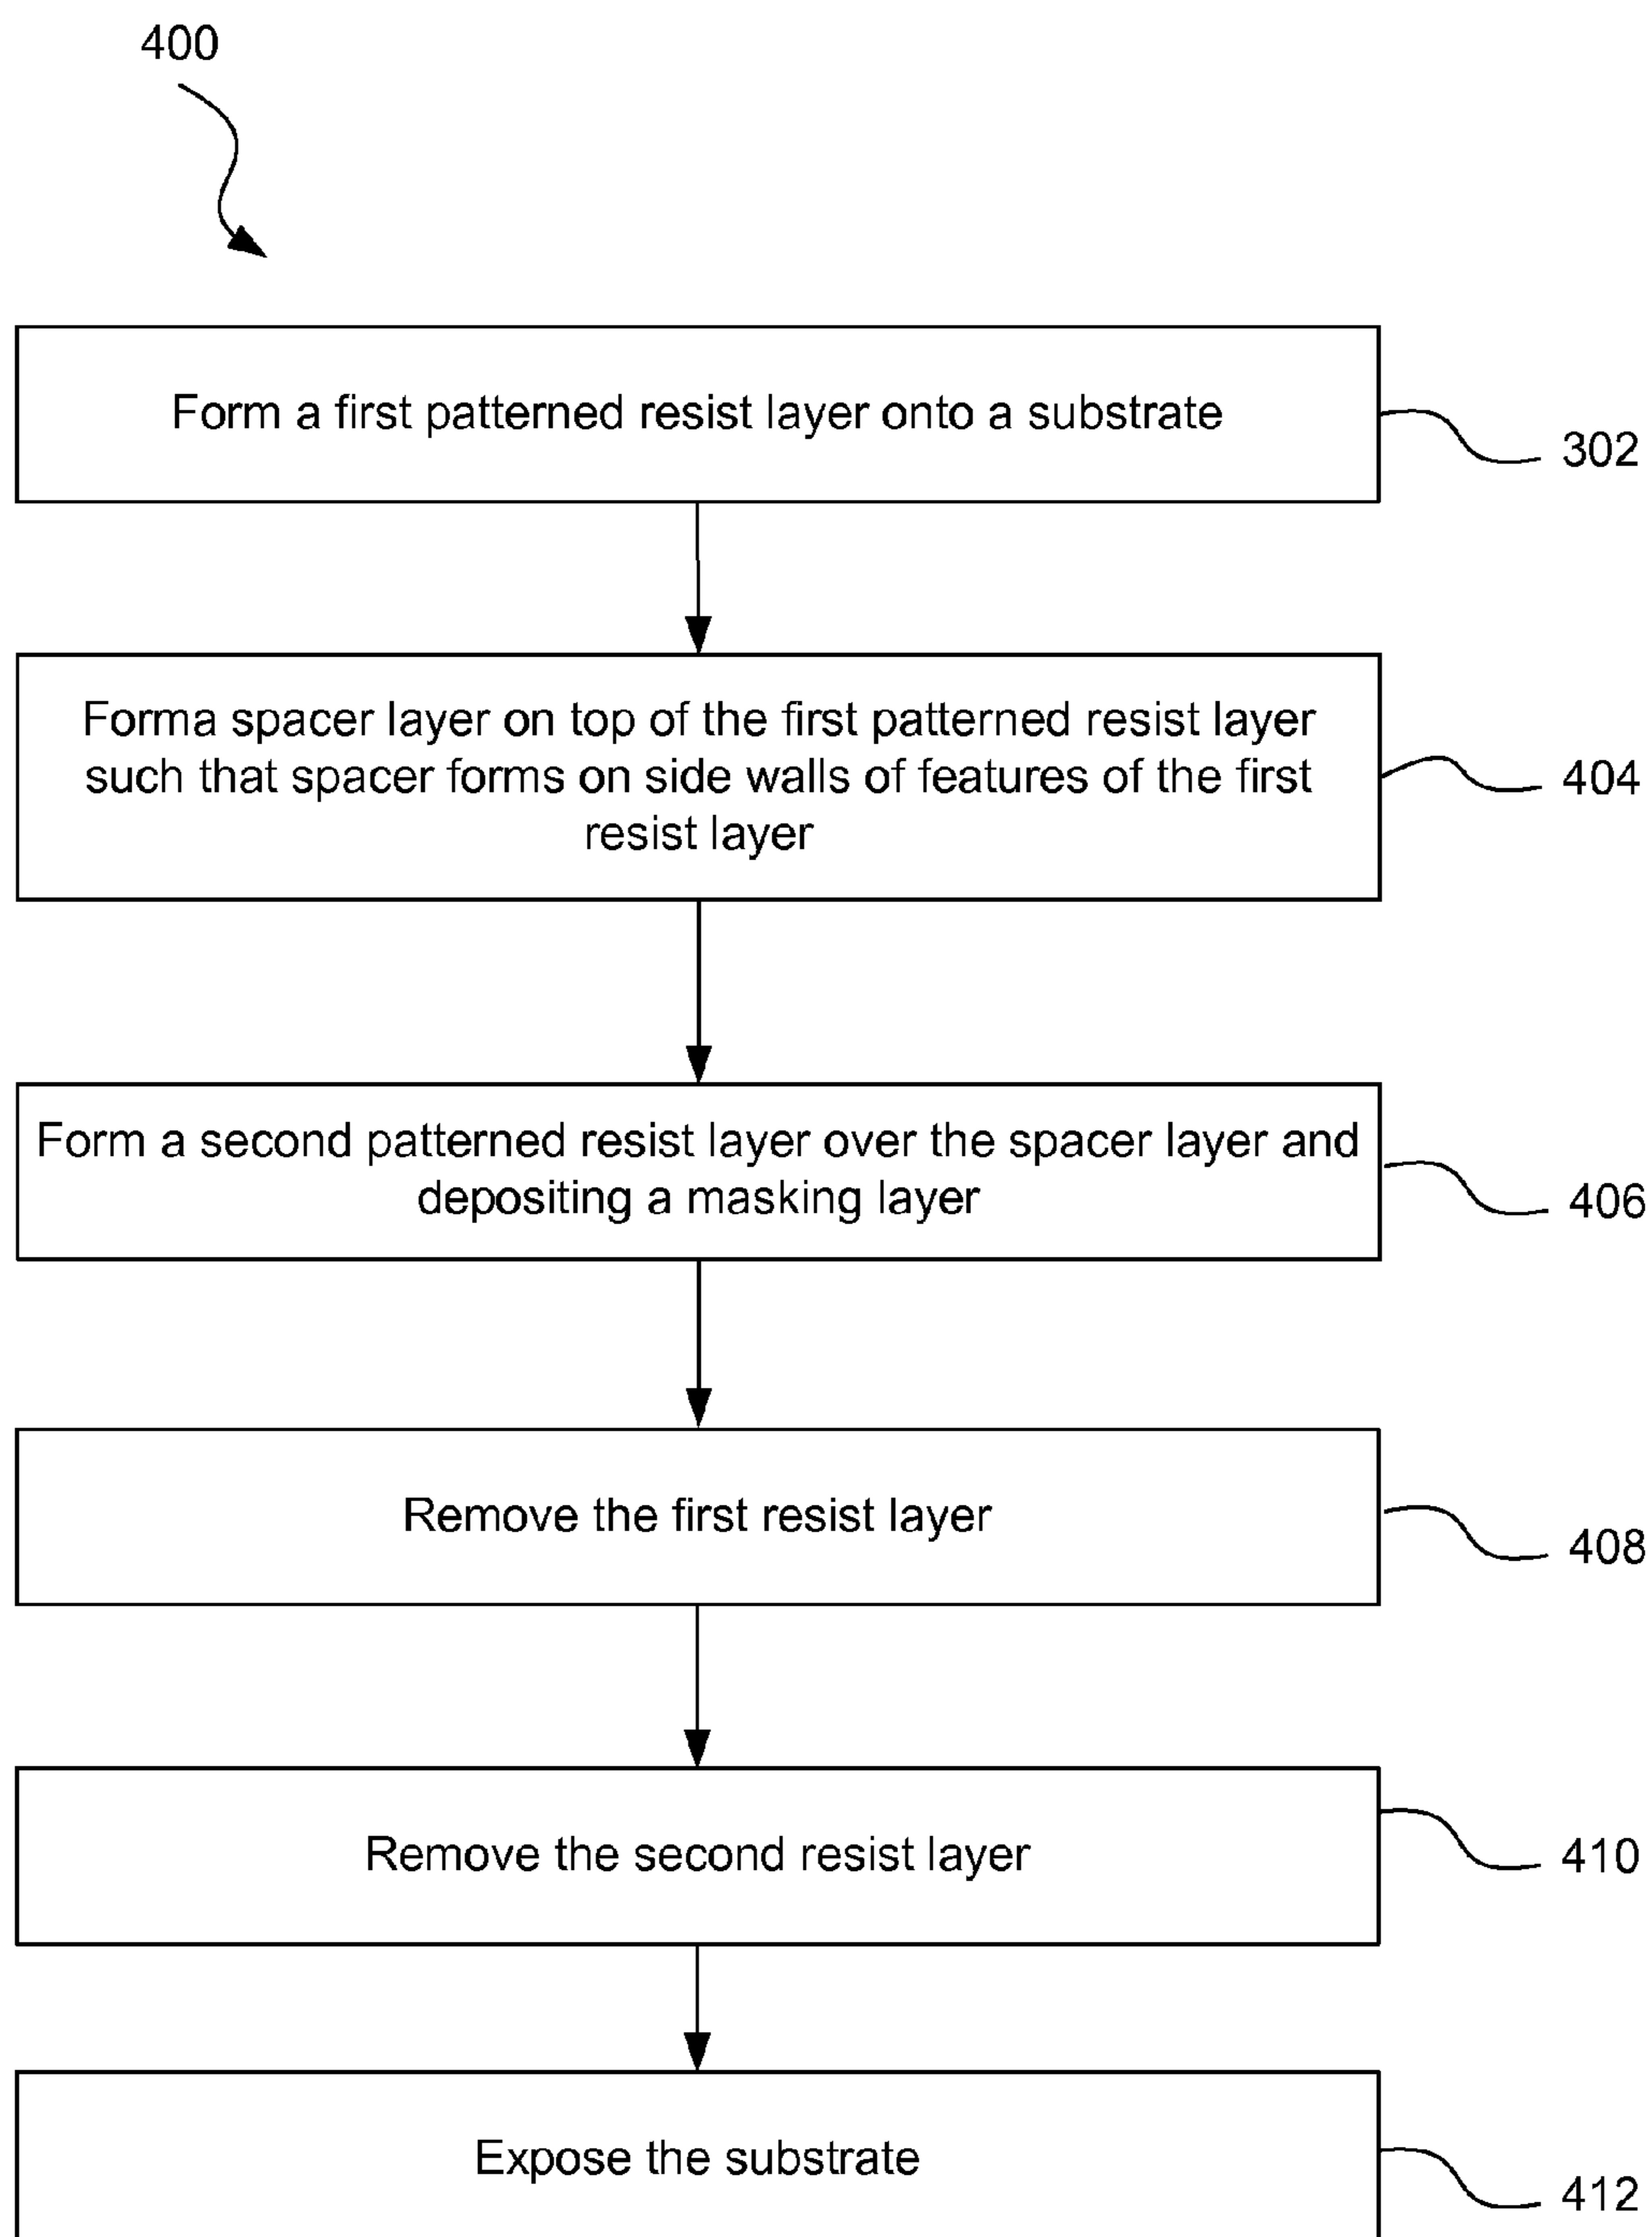 400
Form a first patterned resist layer onto a substrate
302
Forma spacer layer on top of the first patterned resist layer
such that spacer forms on side walls of features of the first
resist layer
404
Form a second patterned resist layer over the spacer layer and
depositing a masking layer
406
Remove the first resist layer
408
Remove the second resist layer
410
Expose the substrate
412